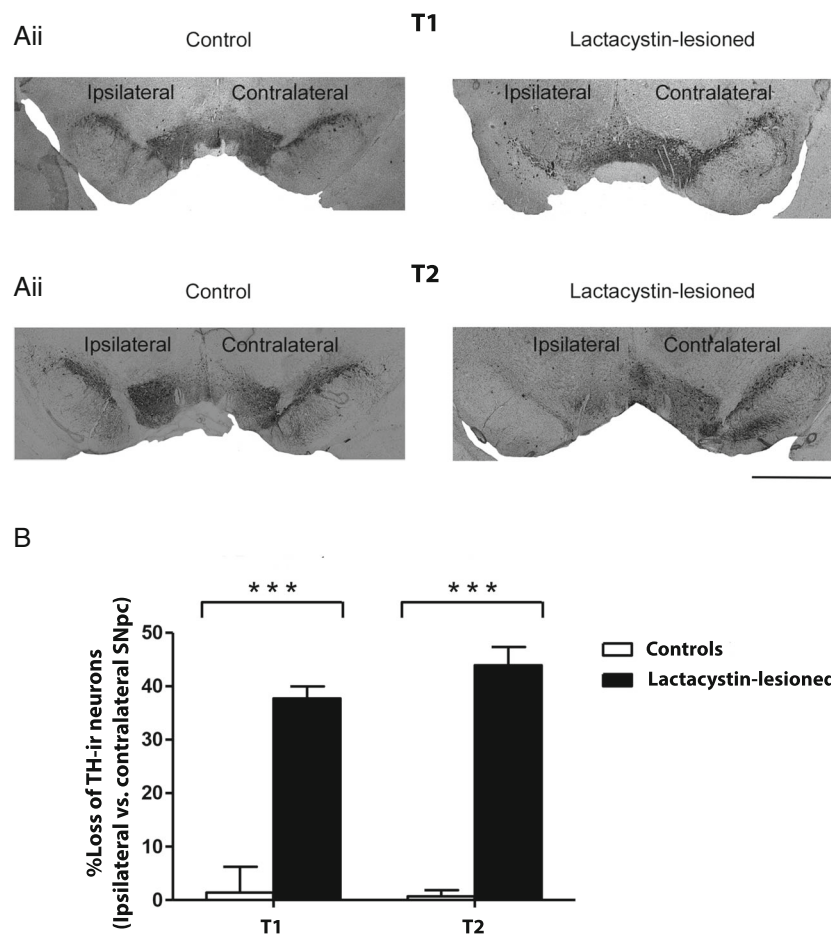 Aii
T1
Control
Lactacystin-lesioned
Ipsilateral
Contralateral
Ipsilateral
Contralateral
Aii
T2
Control
Lactacystin-lesioned
Ipsilateral
Contralateral
Ipsilateral
Contralateral
B
%Loss of TH-ir neurons
(Ipsilateral vs. contralateral SNpc)
***
***
50
40
30
20
10
0
T1
T2
Controls
Lactacystin-lesioned